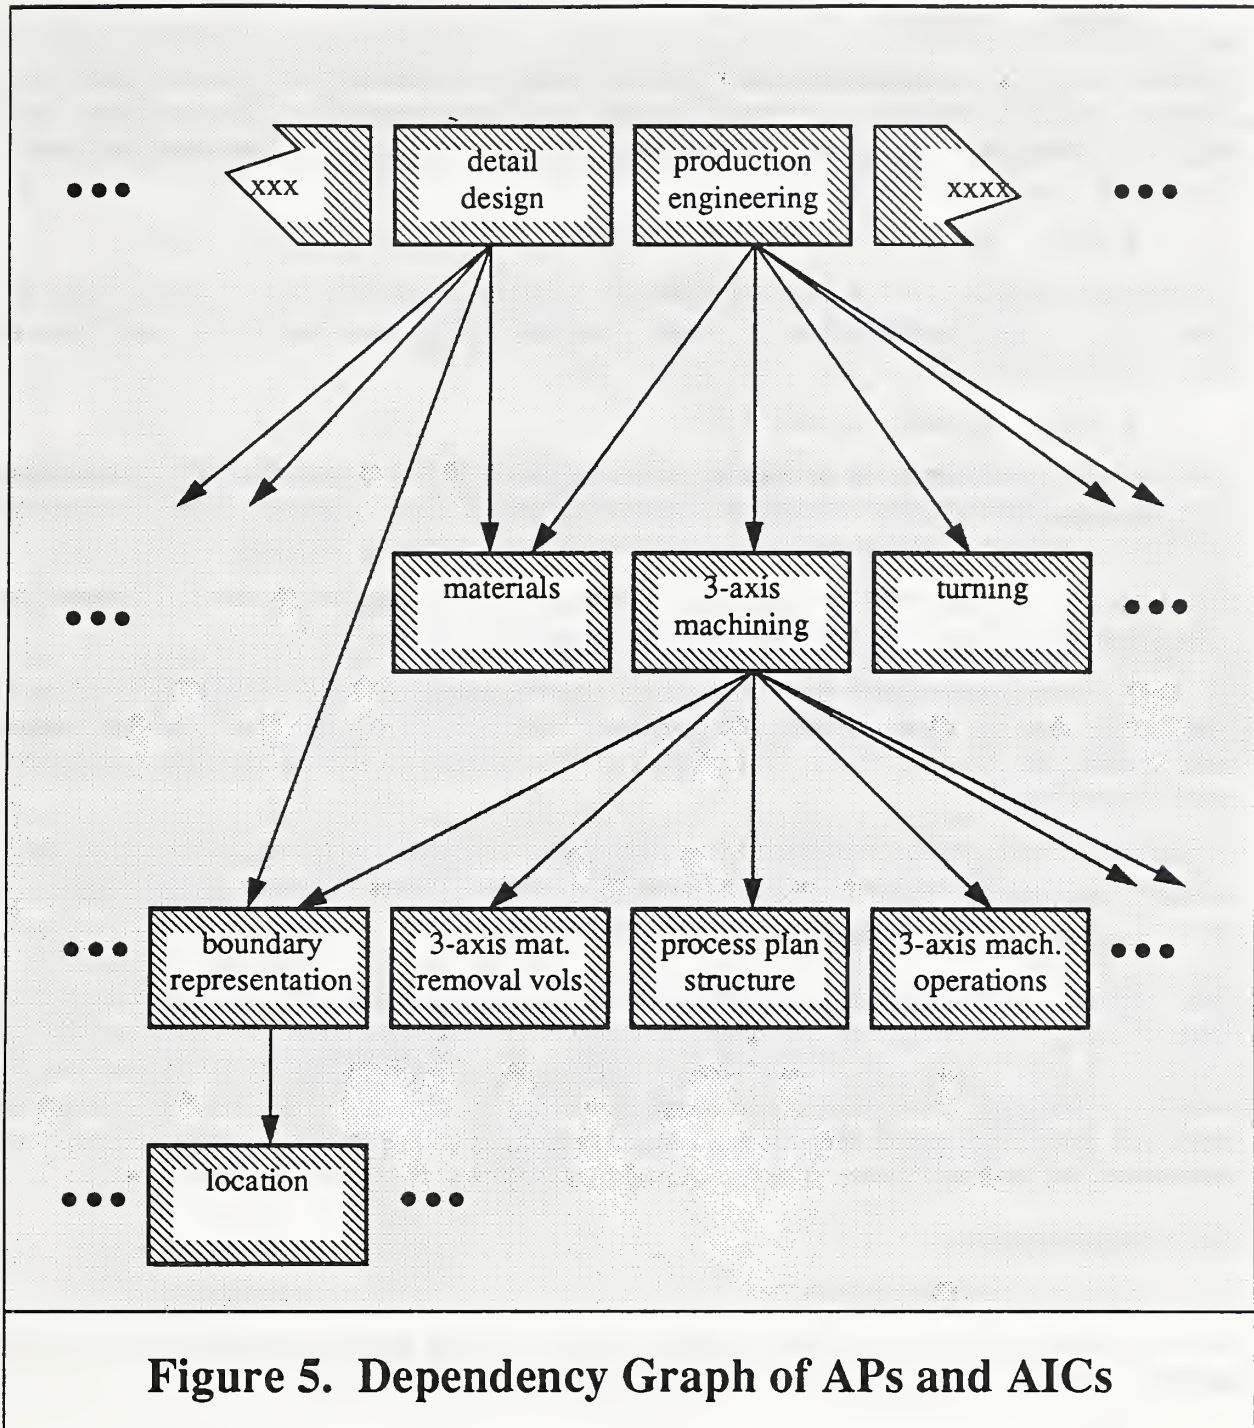 xxx
detail
design
production
engineering
xxxx
materials
3-axis
machining
turning
boundary
representation
3-axis mat.
removal vols
process plan
structure
3-axis mach.
operations
location
Figure 5. Dependency Graph of APs and AICs